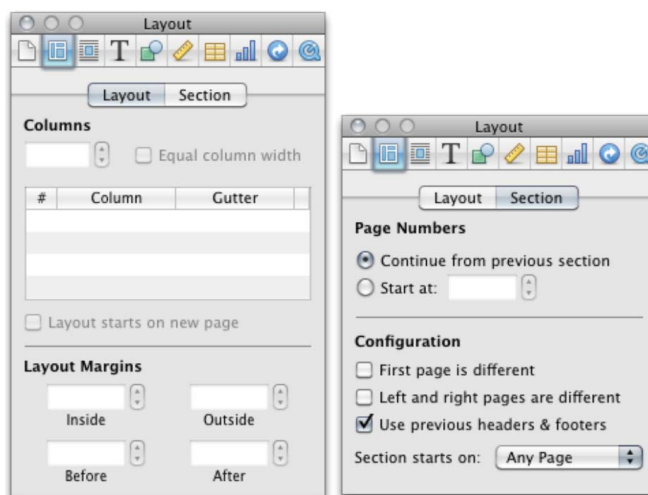 Layout
T
Layout Section
Columns
Equal column width
# Column Gutter
Layout starts on new page
Layout Margins
Inside Outside
Before After
Layout
T
Layout Section
Page Numbers
Continue from previous section
Start at:
Configuration
First page is different
Left and right pages are different
Use previous headers & footers
Section starts on: Any Page